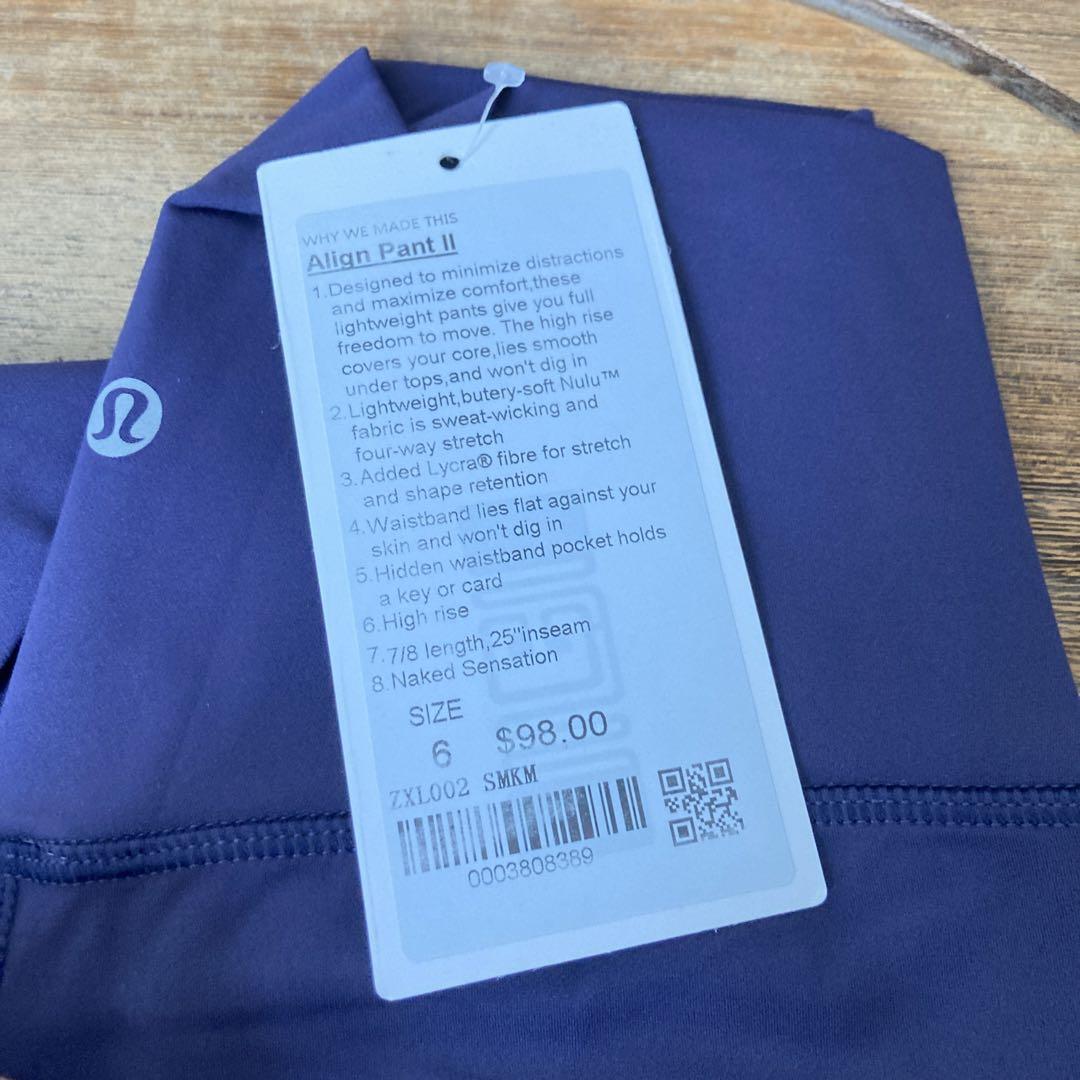 WHY WE MADE THIS
Align Pant II
1.Designed to minimize distractions
and maximize comfort,these
lightweight pants give you full
freedom to move. The high rise
covers your core,lies smooth
under tops,and won't dig in
2.Lightweight,butery-soft Nulu™
fabric is sweat-wicking and
four-way stretch
3.Added Lycra® fibre for stretch
and shape retention
4.Waistband lies flat against your
skin and won't dig in
5.Hidden waistband pocket holds
a key or card
6.High rise
7.7/8 length,25"inseam
8.Naked Sensation
SIZE
6 $98.00
ZXL002 SMKM
0003808389